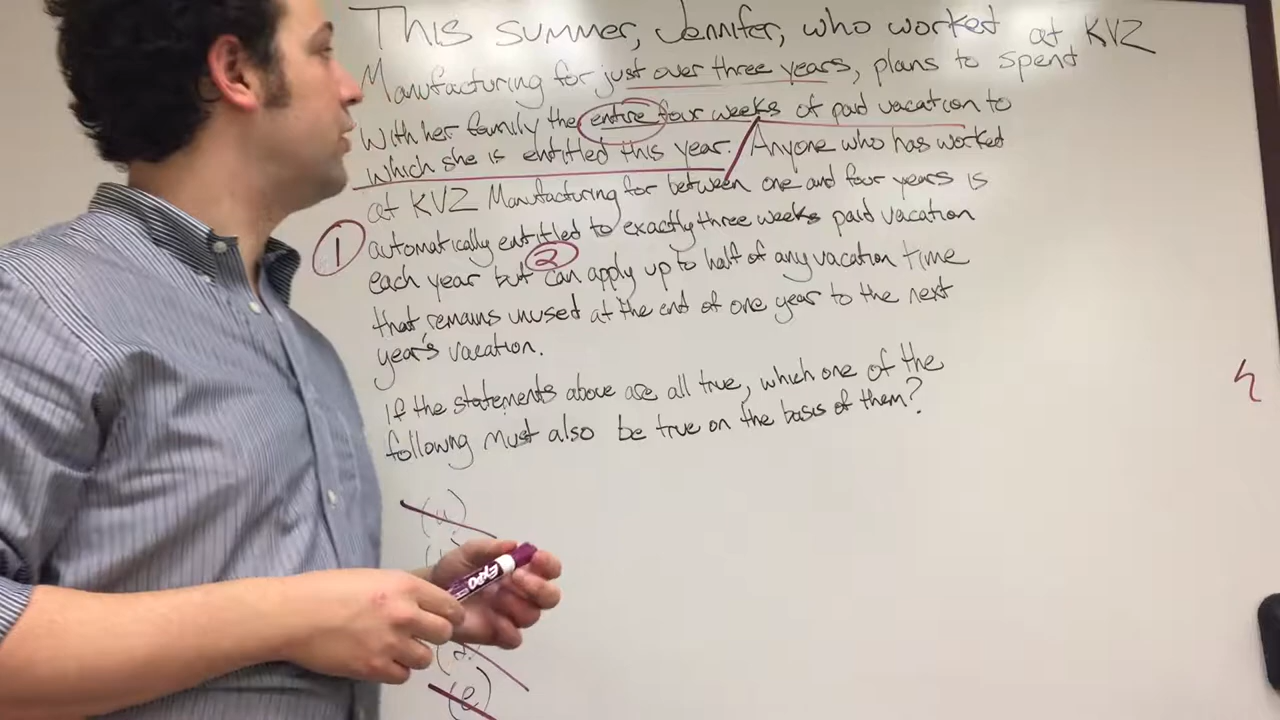 This summer, Jennifer, who worked at KVZ
Manufacturing for just over three years, plans to spend
with her family the entire four weeks of paid vacation to
which she is entitled this year. Anyone who has worked
at KVZ Manufacturing for between one and four years is
1 automatically entitled to exactly three weeks paid vacation
each year but 2 can apply up to half of any vacation time
that remains unused at the end of one year to the next
year's vacation.
If the statements above are all true, which one of the
following must also be true on the basis of them?
(a)
EXPO
(e)